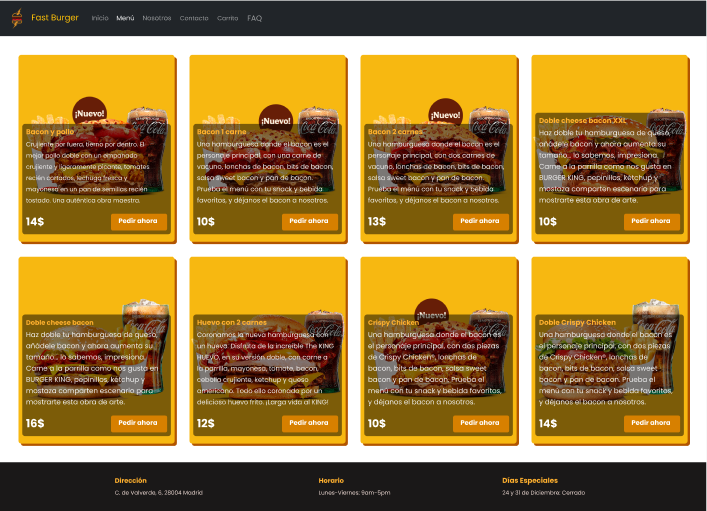 Fast Burger Inicio Menú Nosotros Contacto Carrito FAQ
¡Nuevo!
Bacon y pollo
Crujiente por fuera, tierno por dentro. El
mejor pollo doble con un empanado
crujiente y ligeramente picante, tomates
recién cortados, lechuga fresca y
mayonesa en un pan de semillas recién
tostado. Una auténtica obra maestra.
14$ Pedir ahora
¡Nuevo!
Coca-Cola
Bacon 1 carne
Una hamburguesa donde el bacon es el
personaje principal, con una carne de
vacuno, lonchas de bacon, bits de bacon,
salsa sweet bacon y pan de bacon.
Prueba el menú con tu snack y bebida
favoritos, y déjanos el bacon a nosotros.
10$ Pedir ahora
¡Nuevo!
Coca-Cola
Bacon 2 carnes
Una hamburguesa donde el bacon es el
personaje principal, con dos carnes de
vacuno, lonchas de bacon, bits de bacon,
salsa sweet bacon y pan de bacon.
Prueba el menú con tu snack y bebida
favoritos, y déjanos el bacon a nosotros.
13$ Pedir ahora
Doble cheese bacon XXL
Haz doble tu hamburguesa de queso,
añádele bacon y ahora aumenta su
tamaño... lo sabemos, impresiona.
Carne a la parrilla como nos gusta en
BURGER KING, pepinillos, ketchup y
mostaza comparten escenario para
mostrarte esta obra de arte.
10$ Pedir ahora
Doble cheese bacon
Haz doble tu hamburguesa de queso,
añádele bacon y ahora aumenta su
tamaño... lo sabemos, impresiona.
Carne a la parrilla como nos gusta en
BURGER KING, pepinillos, ketchup y
mostaza comparten escenario para
mostrarte esta obra de arte.
16$ Pedir ahora
Huevo con 2 carnes
Coronamos la nueva hamburguesa con
un huevo. Disfruta de la increíble The KING
HUEVO, en su versión doble, con carne a
la parrilla, mayonesa, tomate, bacon,
cebolla crujiente, ketchup y queso
americano. Todo ello coronado por un
delicioso huevo frito. ¡Larga vida al KING!
12$ Pedir ahora
¡Nuevo!
Crispy Chicken
Una hamburguesa donde el bacon es
el personaje principal, con dos piezas
de Crispy Chicken®, lonchas de
bacon, bits de bacon, salsa sweet
bacon y pan de bacon. Prueba el
menú con tu snack y bebida favoritos,
y déjanos el bacon a nosotros.
10$ Pedir ahora
Doble Crispy Chicken
Una hamburguesa donde el bacon es
el personaje principal, con dos piezas
de Crispy Chicken®, lonchas de
bacon, bits de bacon, salsa sweet
bacon y pan de bacon. Prueba el
menú con tu snack y bebida favoritos,
y déjanos el bacon a nosotros.
14$ Pedir ahora
Dirección Horario Días Especiales
C. de Valverde, 6, 28004 Madrid Lunes-Viernes: 9am-5pm 24 y 31 de Diciembre: Cerrado